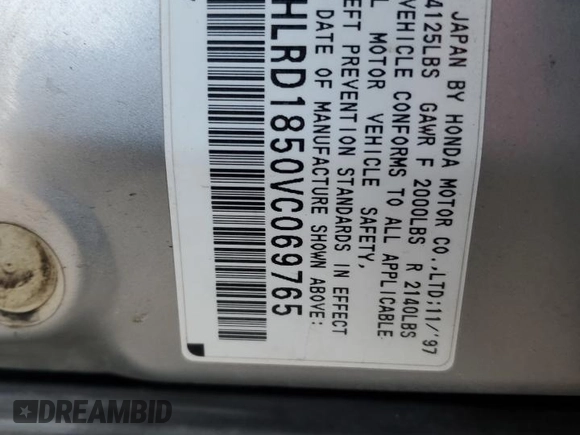 JAPAN BY HONDA MOTOR CO.,LTD;11/'97
4125LBS GAWR F 2000LBS R 2140LBS
VEHICLE CONFORMS TO ALL APPLICABLE
MOTOR VEHICLE SAFETY,
EFT PREVENTION STANDARDS IN EFFECT
DATE OF MANUFACTURE SHOWN ABOVE:
HLRD1850VC069765
DREAMBID